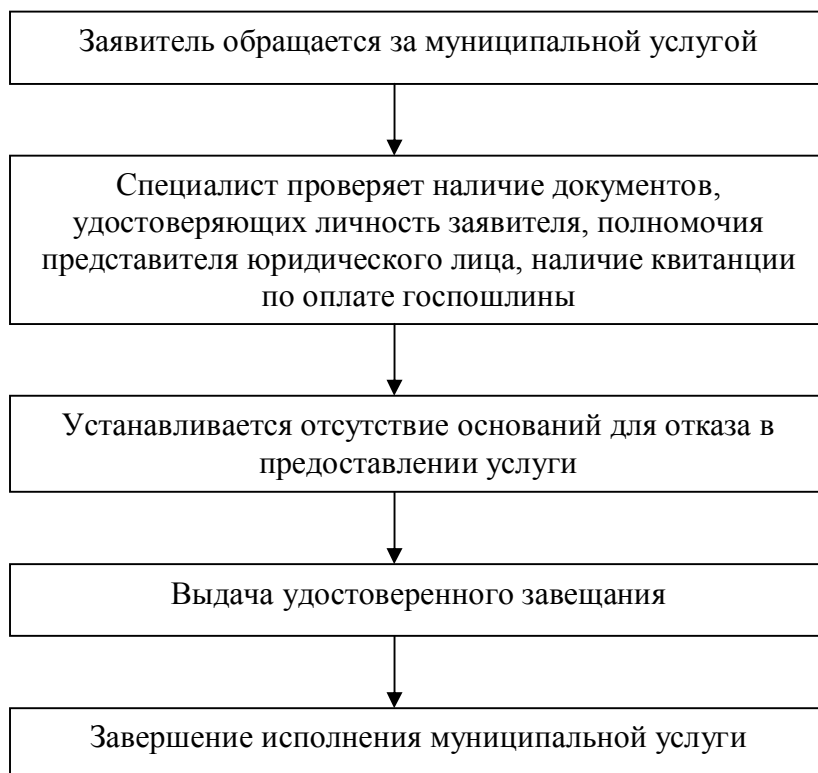 Заявитель обращается за муниципальной услугой
Специалист проверяет наличие документов,
удостоверяющих личность заявителя, полномочия
представителя юридического лица, наличие квитанции
по оплате госпошлины
Устанавливается отсутствие оснований для отказа в
предоставлении услуги
Выдача удостоверенного завещания
Завершение исполнения муниципальной услуги